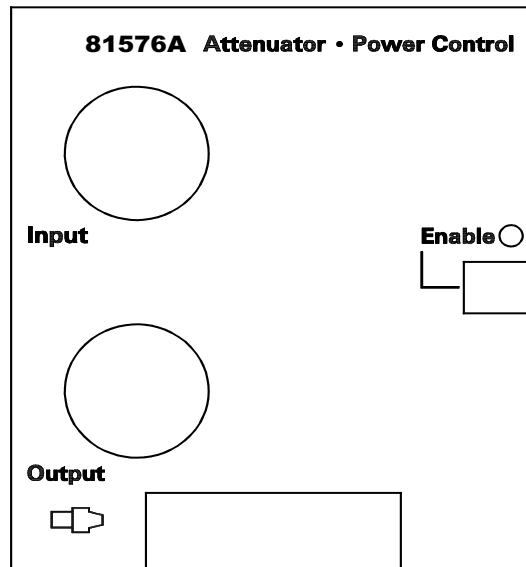 81576A Attenuator • Power Control
Input
Enable
Output